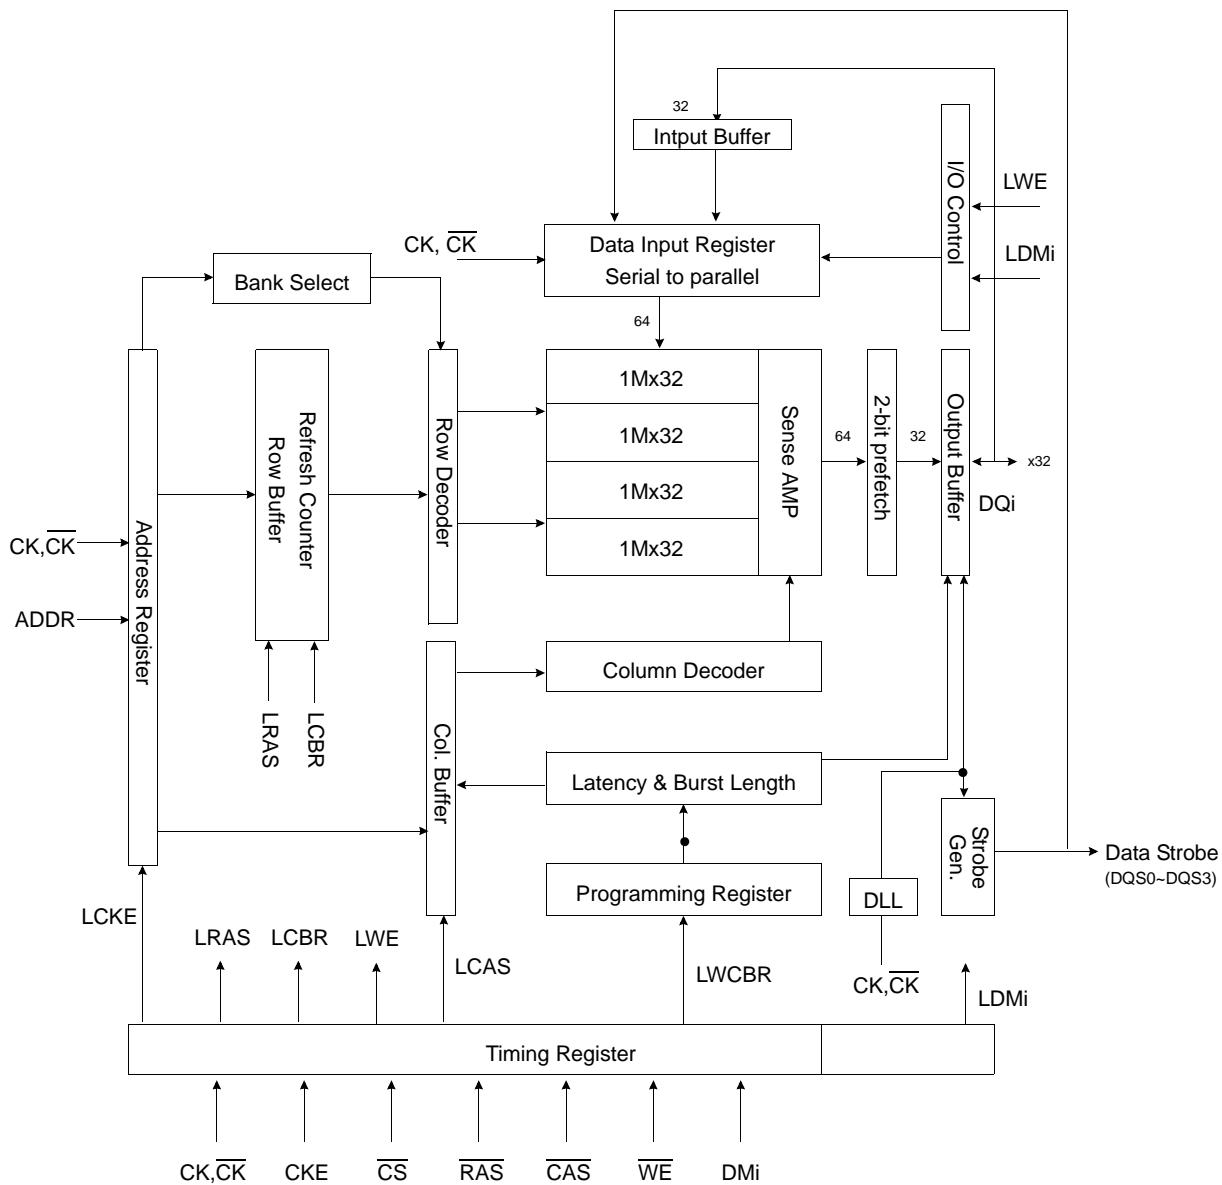 32
Intput Buffer
I/O Control
LWE
LDMi
CK, CK
Data Input Register
Serial to parallel
Bank Select
64
Address Register
Refresh Counter
Row Buffer
Row Decoder
1Mx32
1Mx32
1Mx32
1Mx32
Sense AMP
64
2-bit prefetch
32
Output Buffer
x32
DQi
CK,CK
ADDR
LRAS
LCBR
Col. Buffer
Column Decoder
Latency & Burst Length
Programming Register
DLL
CK,CK
Strobe
Gen.
Data Strobe
(DQS0~DQS3)
LCKE
LRAS
LCBR
LWE
LCAS
LWCBR
LDMi
Timing Register
CK,CK
CKE
CS
RAS
CAS
WE
DMi